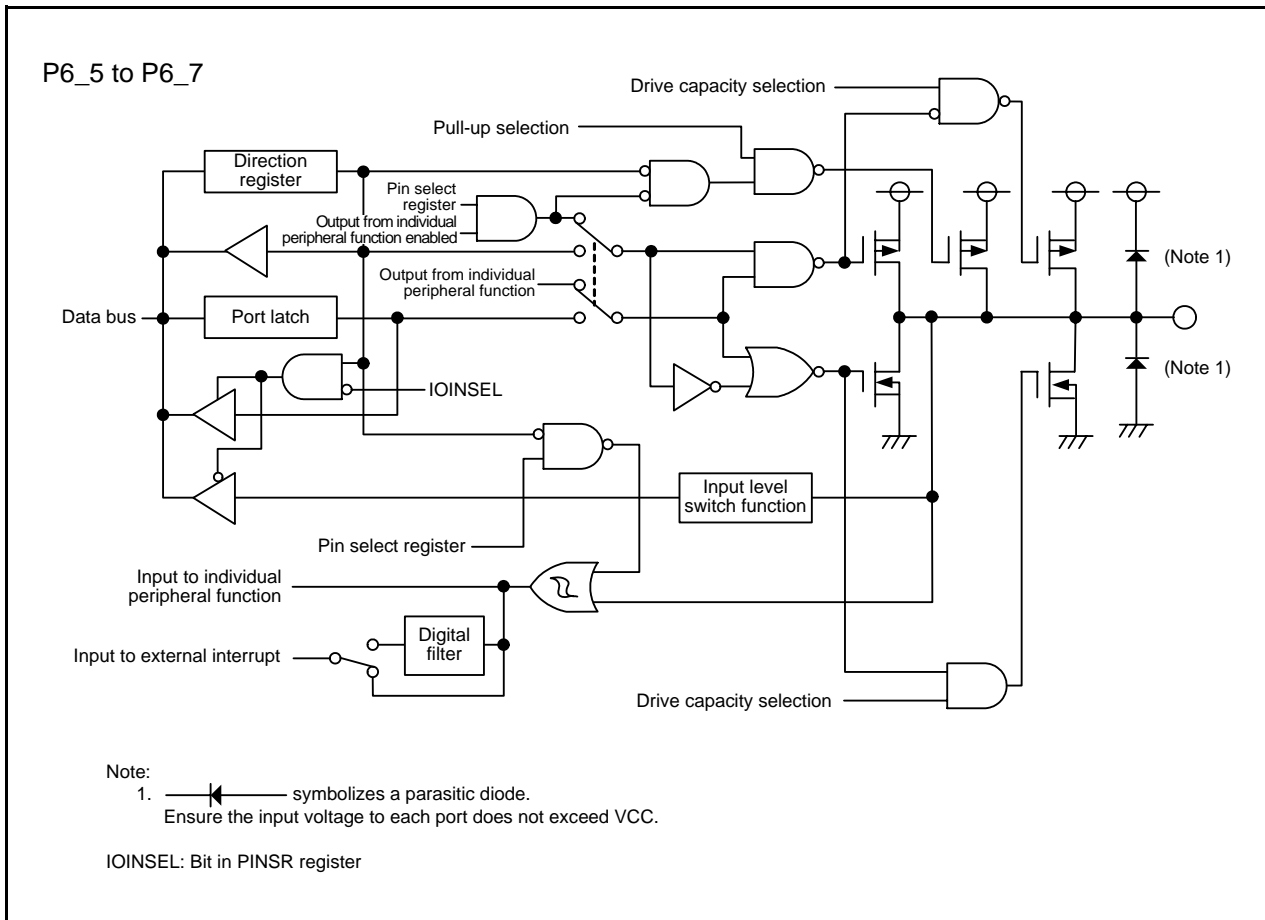 P6_5 to P6_7
Drive capacity selection
Pull-up selection
Direction
register
Pin select
register
Output from individual
peripheral function enabled
(Note 1)
Output from individual
peripheral function
Data bus
Port latch
(Note 1)
IOINSEL
Input level
switch function
Pin select register
Input to individual
peripheral function
Digital
filter
Input to external interrupt
Drive capacity selection
Note:
1. symbolizes a parasitic diode.
Ensure the input voltage to each port does not exceed VCC.
IOINSEL: Bit in PINSR register